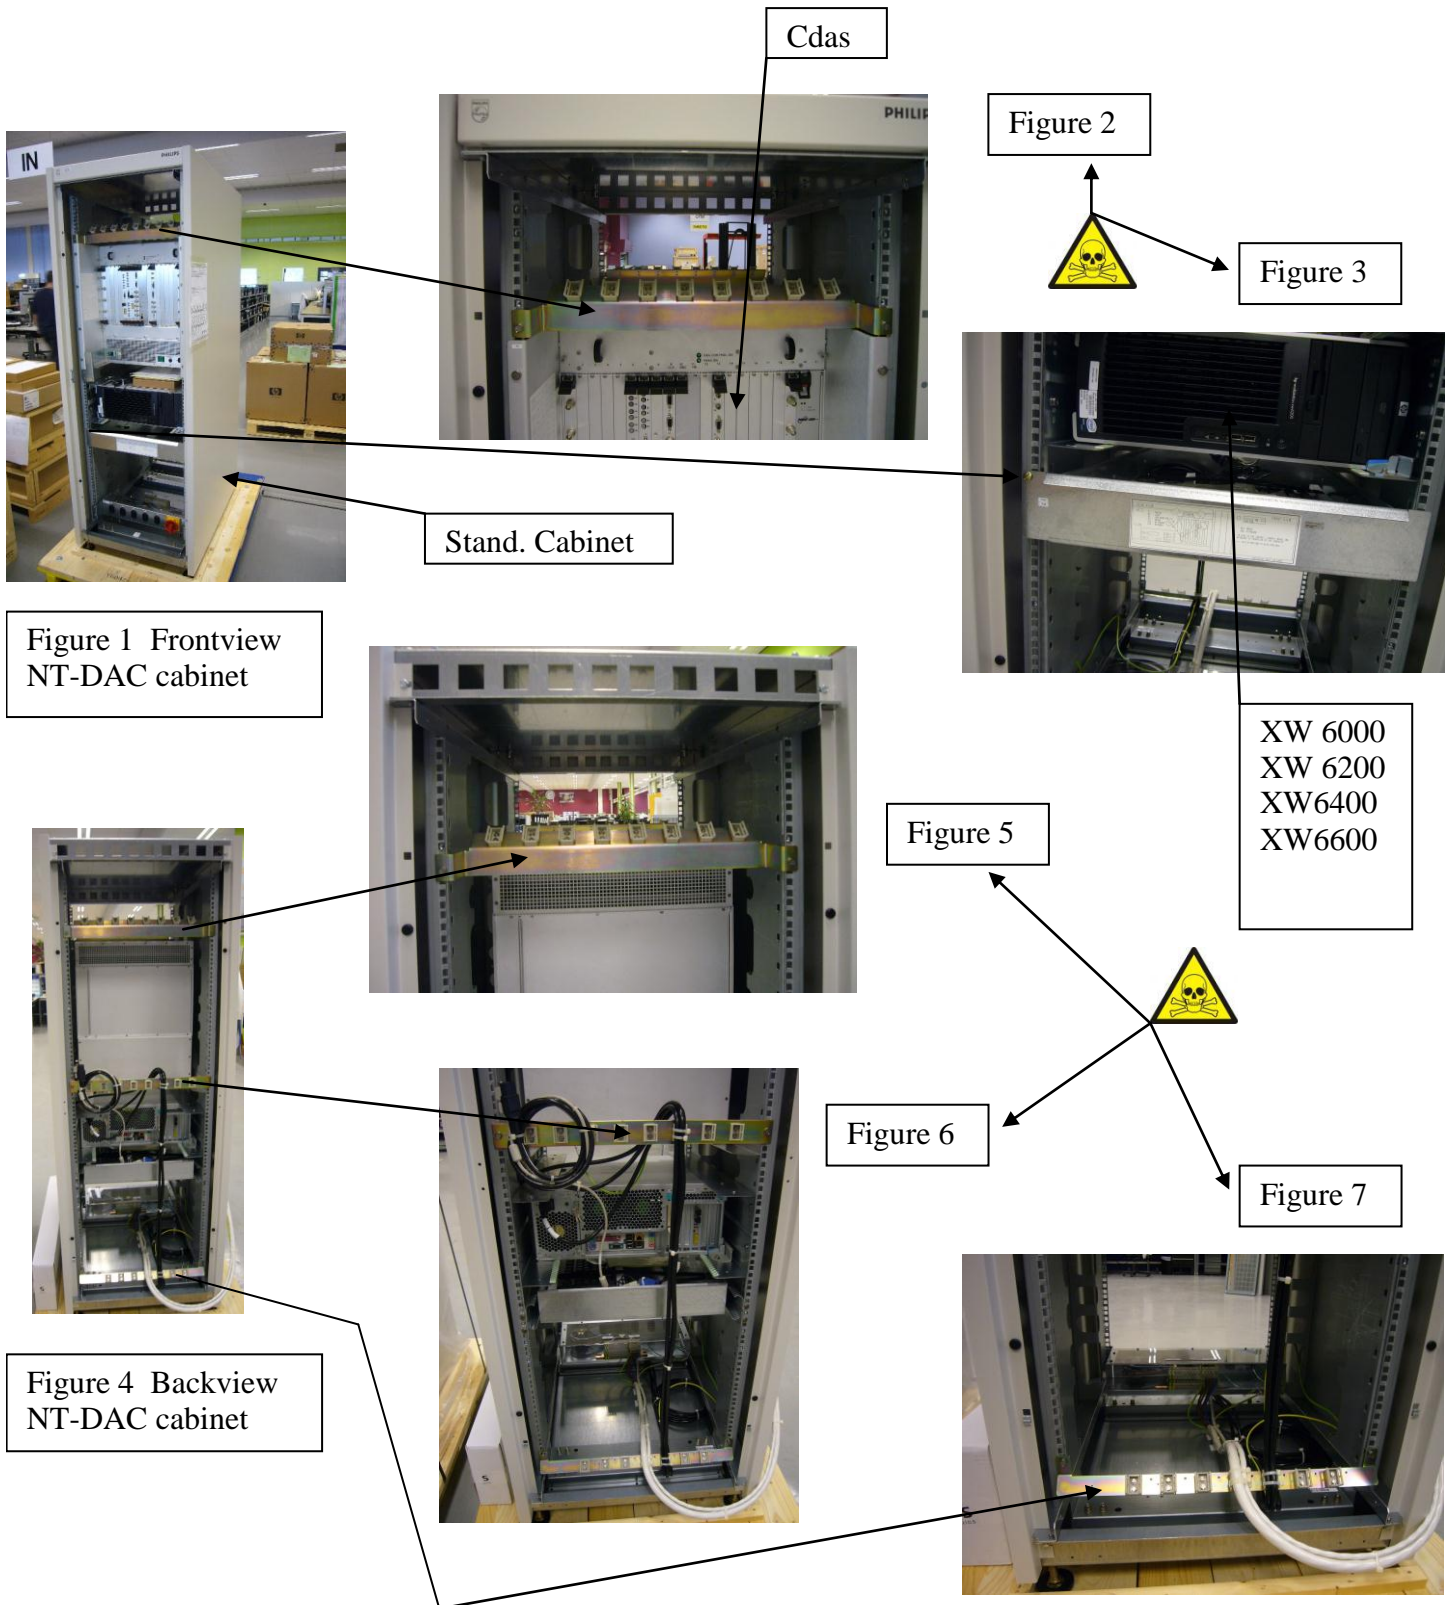 Cdas
PHILIP
Figure 2
IN
PHILIPS
Figure 3
Stand. Cabinet
Figure 1 Frontview
NT-DAC cabinet
XW 6000
XW 6200
XW6400
XW6600
Figure 5
Figure 6
Figure 7
Figure 4 Backview
NT-DAC cabinet
S
S
S